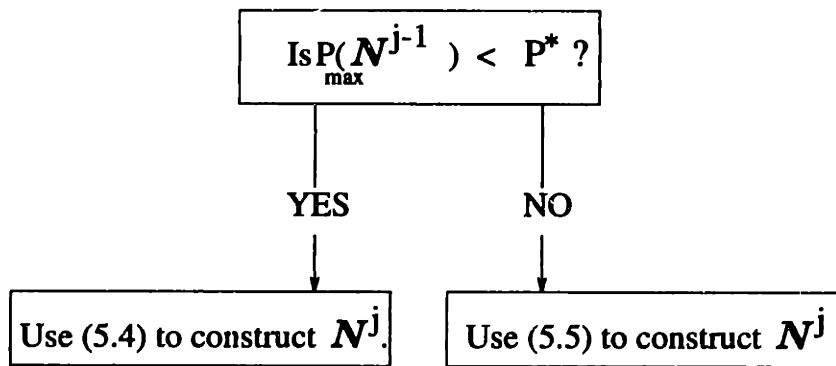 Is P_max(N^{j-1}) < P^* ?
YES NO
Use (5.4) to construct N^j.
Use (5.5) to construct N^j